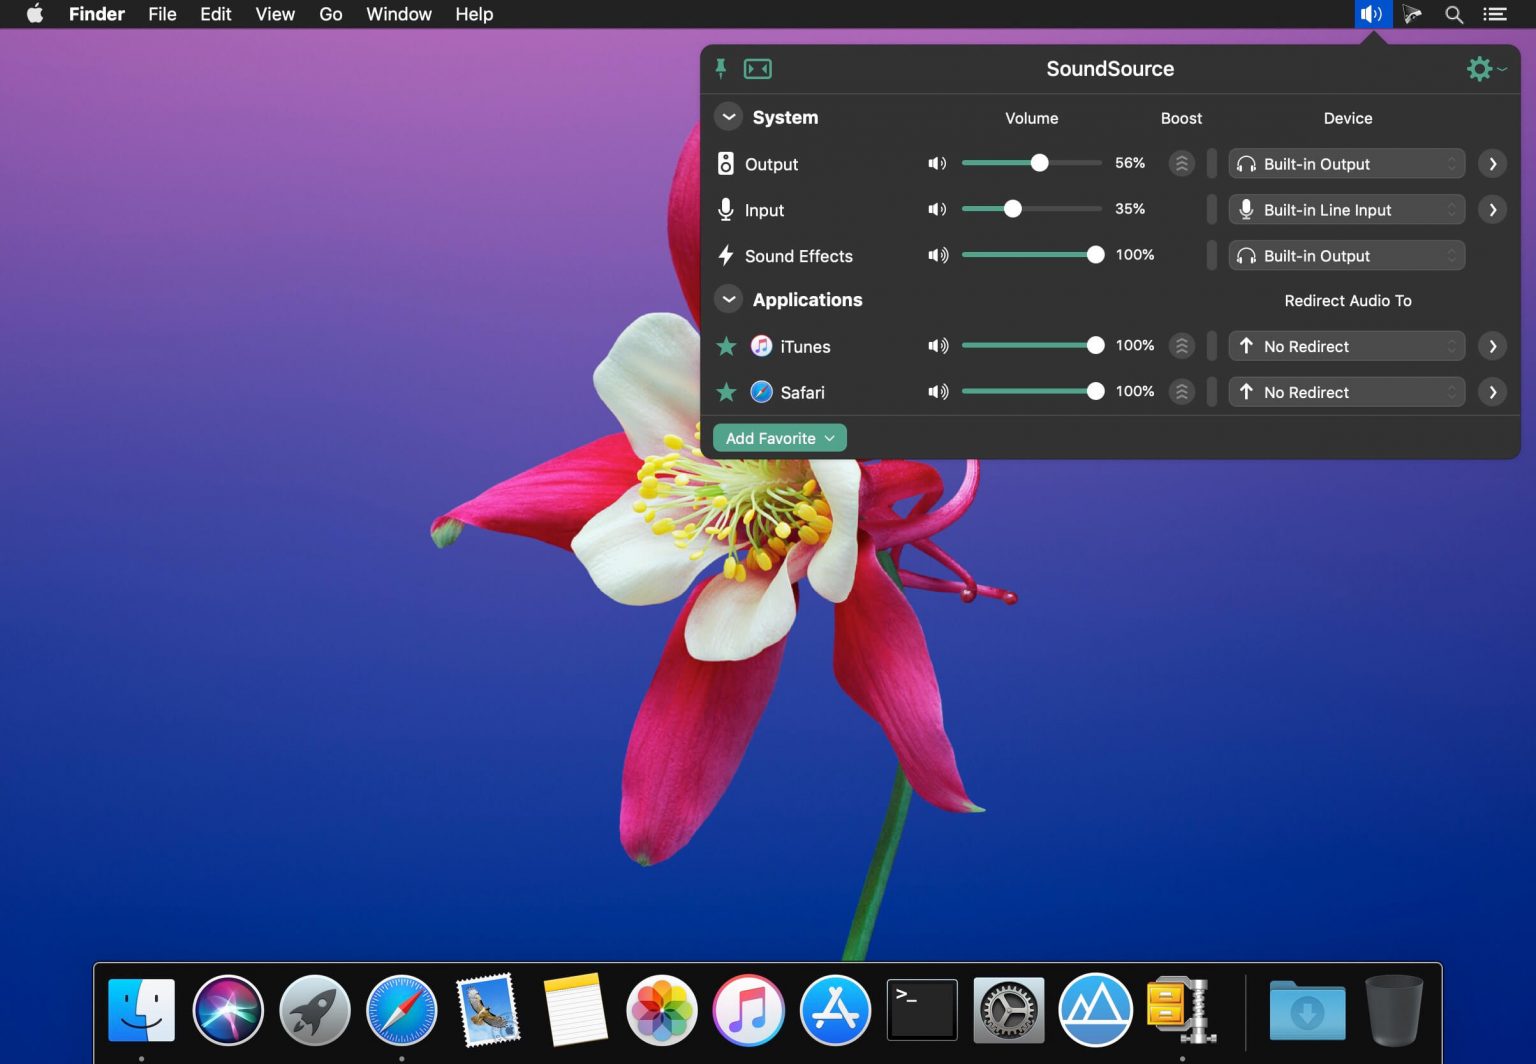 Finder File Edit View Go Window Help
SoundSource
System Volume Boost Device
Output 56% Built-in Output
Input 35% Built-in Line Input
Sound Effects 100% Built-in Output
Applications Redirect Audio To
iTunes 100% No Redirect
Safari 100% No Redirect
Add Favorite
>_